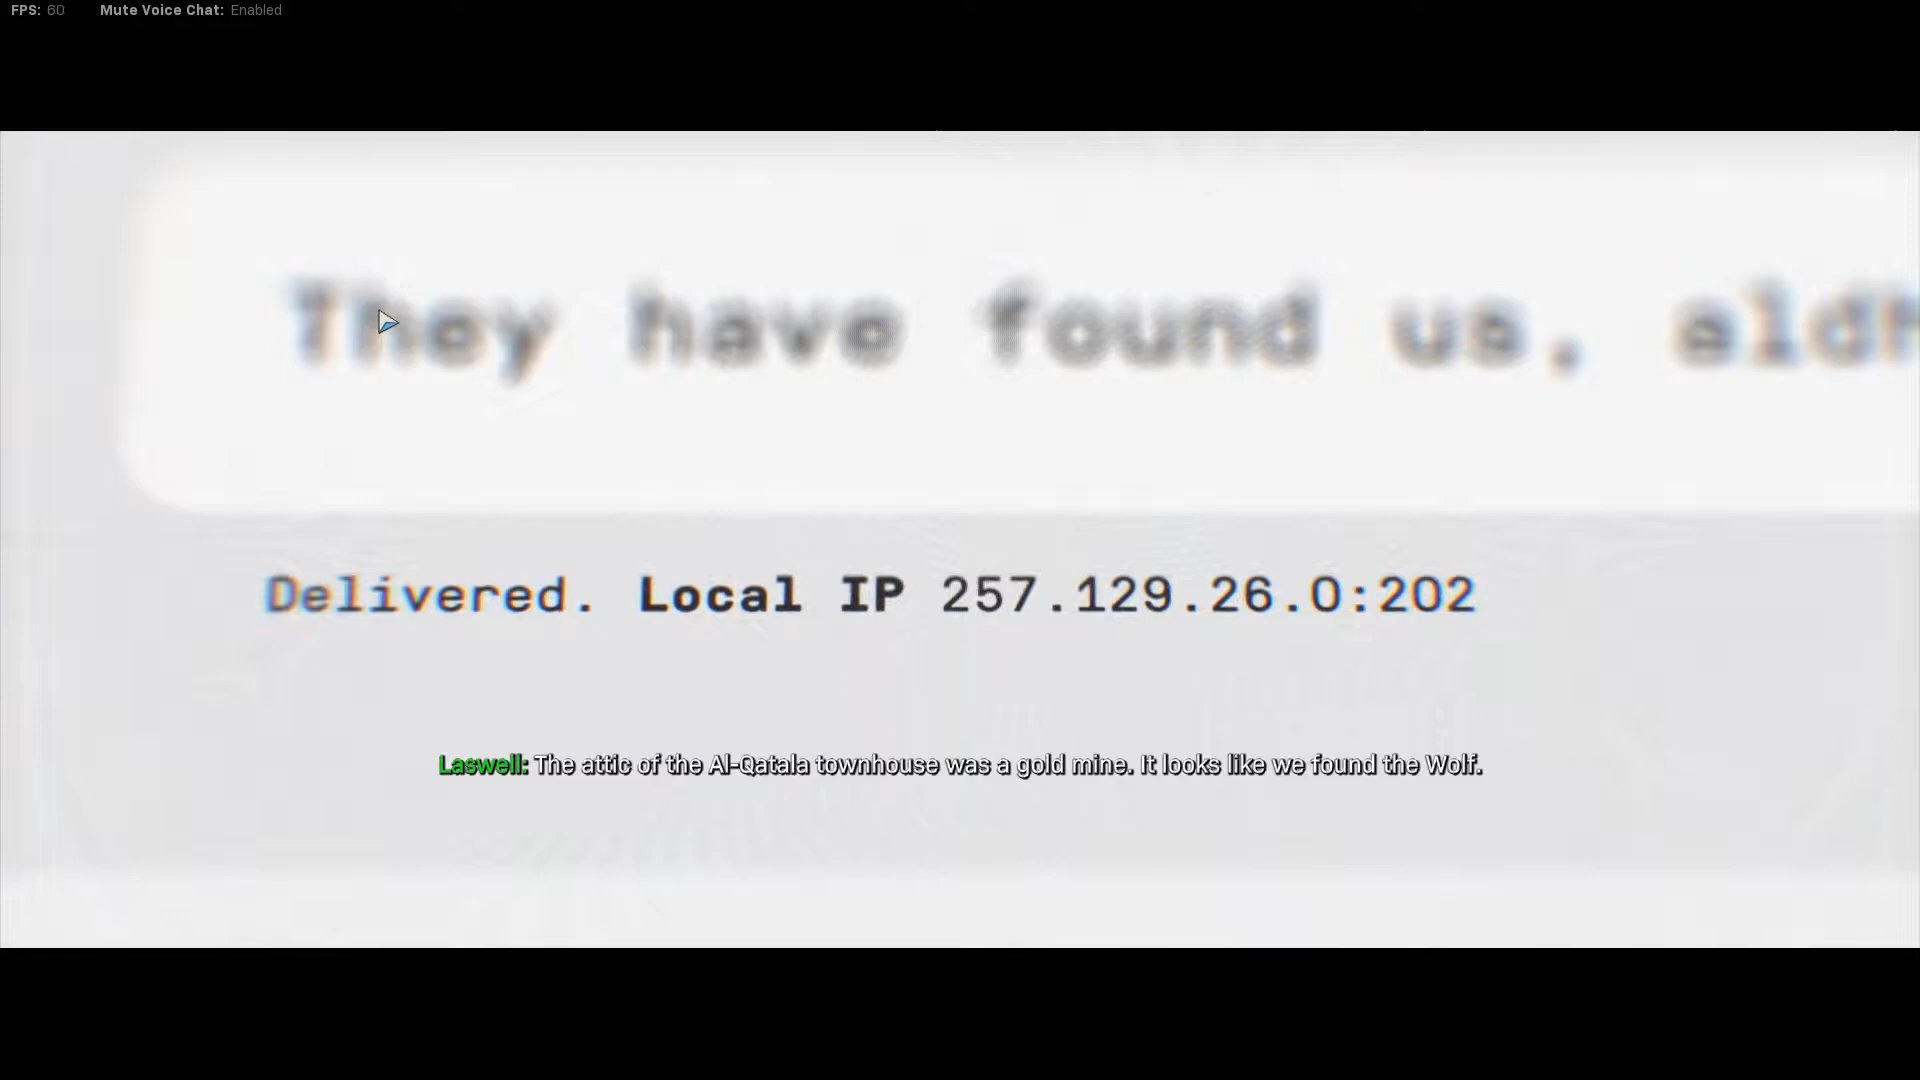 FPS: 60 Mute Voice Chat: Enabled
They have found us,
Delivered. Local IP 257.129.26.0:202
Laswell: The attic of the Al-Qatala townhouse was a gold mine. It looks like we found the Wolf.